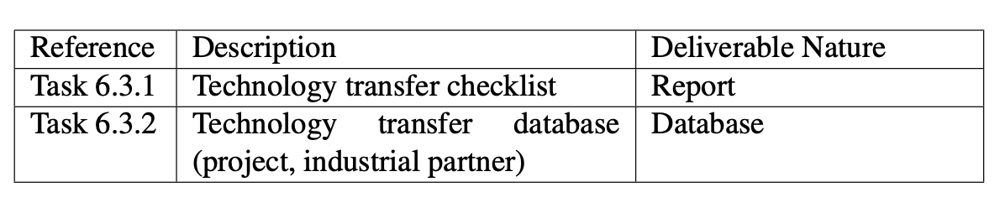 Reference Description Deliverable Nature
Task 6.3.1 Technology transfer checklist Report
Task 6.3.2 Technology transfer database Database
(project, industrial partner)